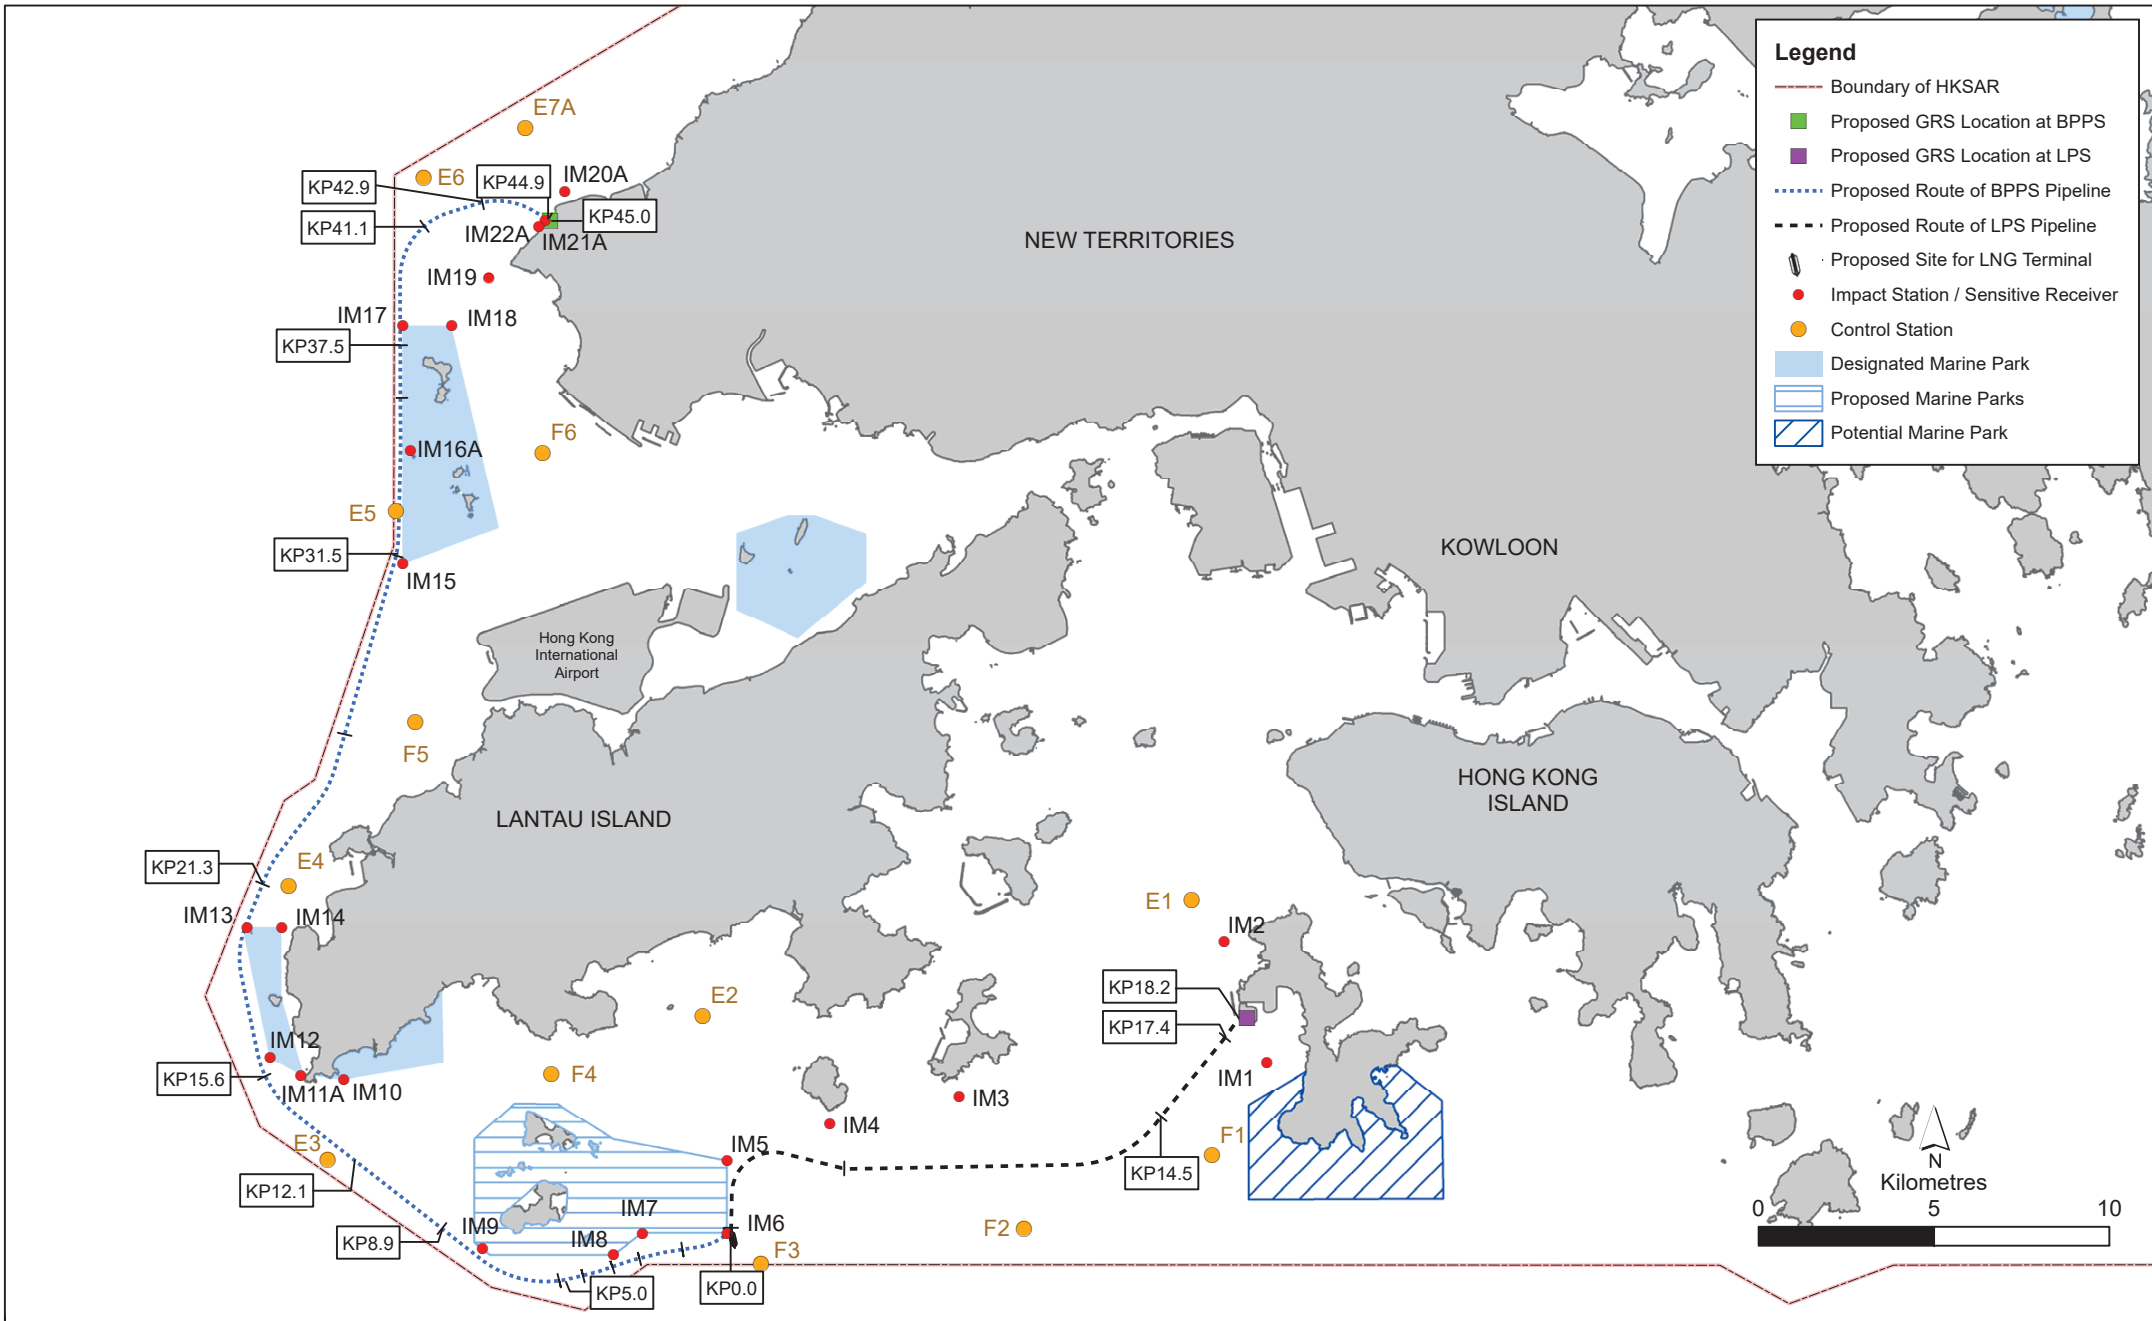 Legend
Boundary of HKSAR
Proposed GRS Location at BPPS
Proposed GRS Location at LPS
Proposed Route of BPPS Pipeline
Proposed Route of LPS Pipeline
Proposed Site for LNG Terminal
Impact Station / Sensitive Receiver
Control Station
Designated Marine Park
Proposed Marine Parks
Potential Marine Park
E7A
E6
KP42.9
KP44.9
IM20A
KP45.0
KP41.1
IM22A
IM21A
NEW TERRITORIES
IM19
IM17
IM18
KP37.5
F6
IM16A
E5
KP31.5
IM15
KOWLOON
Hong Kong
International
Airport
F5
HONG KONG
ISLAND
LANTAU ISLAND
E4
KP21.3
IM13
IM14
E1
IM2
E2
KP18.2
KP17.4
IM12
KP15.6
IM11A
IM10
F4
IM1
IM3
IM4
E3
IM5
F1
KP14.5
KP12.1
N
Kilometres
0
5
10
IM7
IM6
IM9
IM8
KP8.9
F2
F3
KP5.0
KP0.0